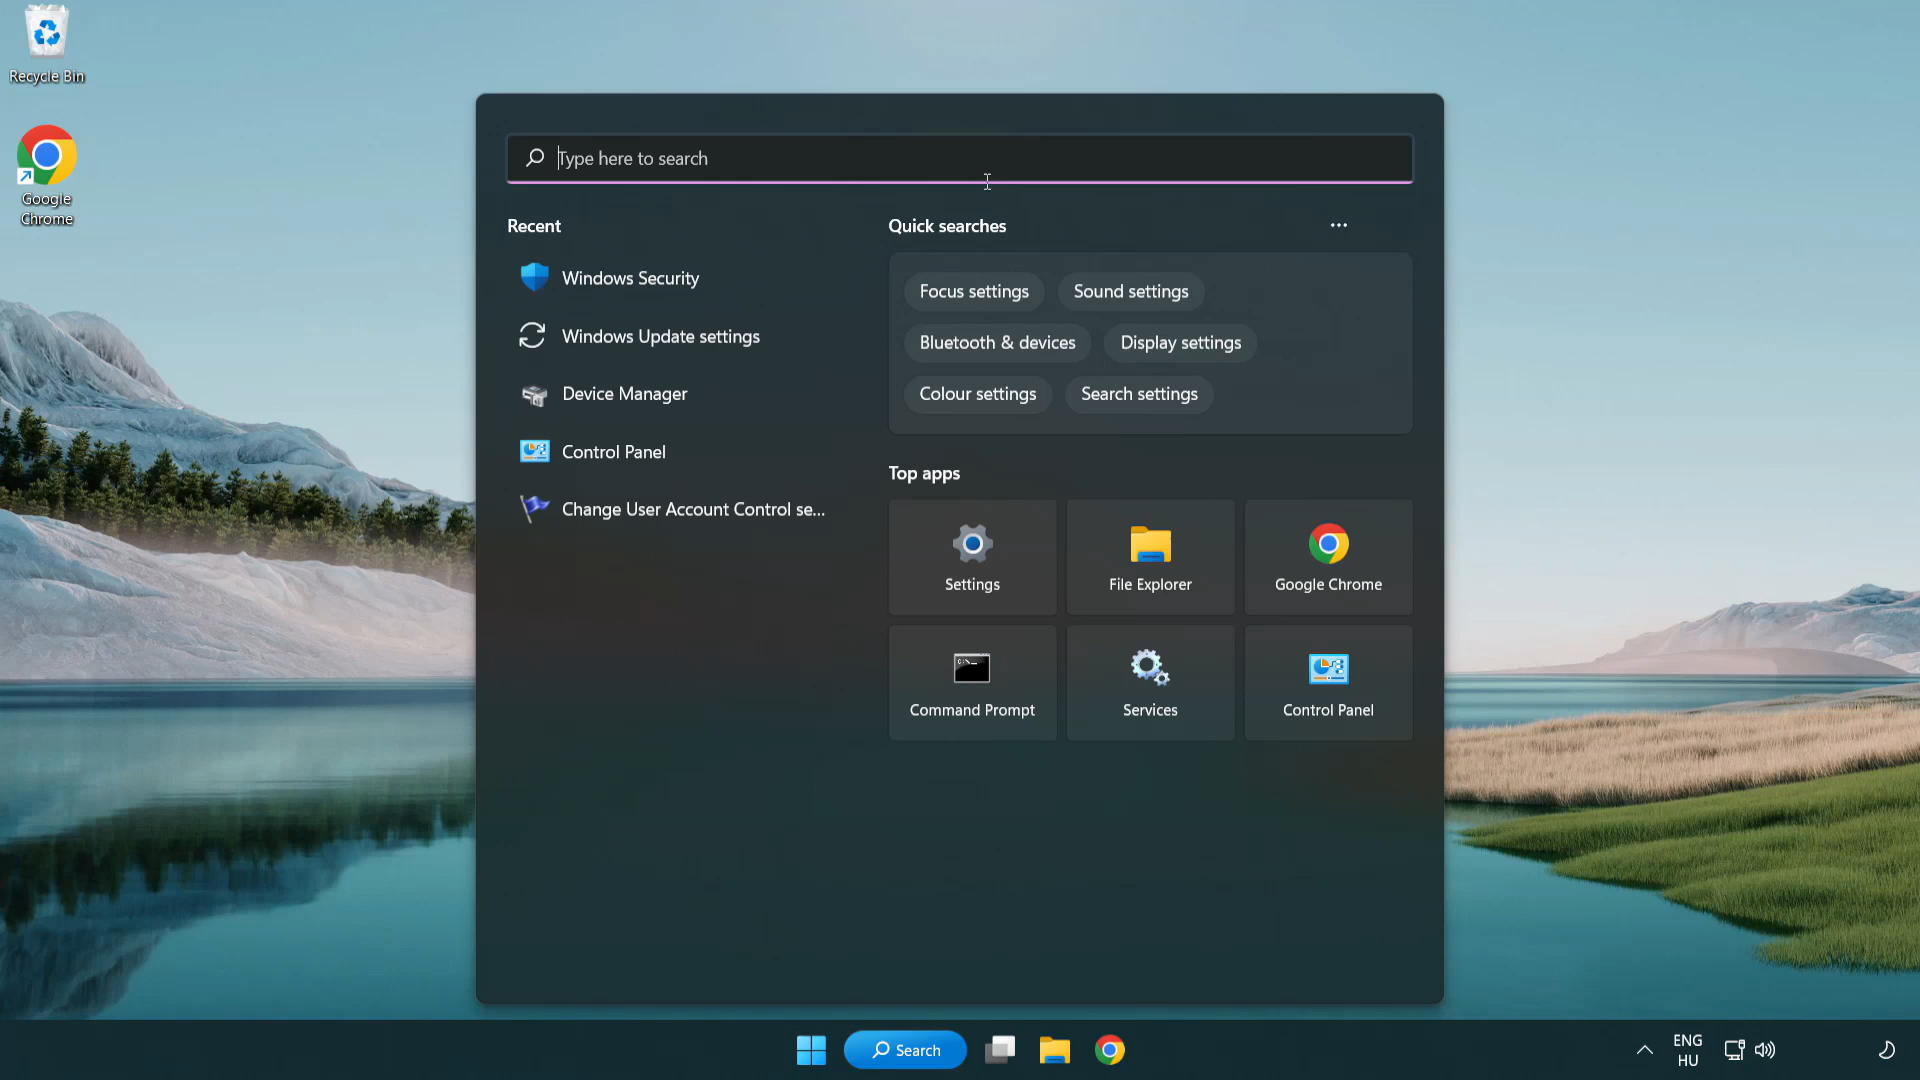 Recycle Bin
Google
Chrome
Type here to search
Recent
Windows Security
Windows Update settings
Device Manager
Control Panel
Change User Account Control se...
Quick searches
Focus settings
Sound settings
Bluetooth & devices
Display settings
Colour settings
Search settings
Top apps
Settings
File Explorer
Google Chrome
Command Prompt
Services
Control Panel
Search
ENG
HU